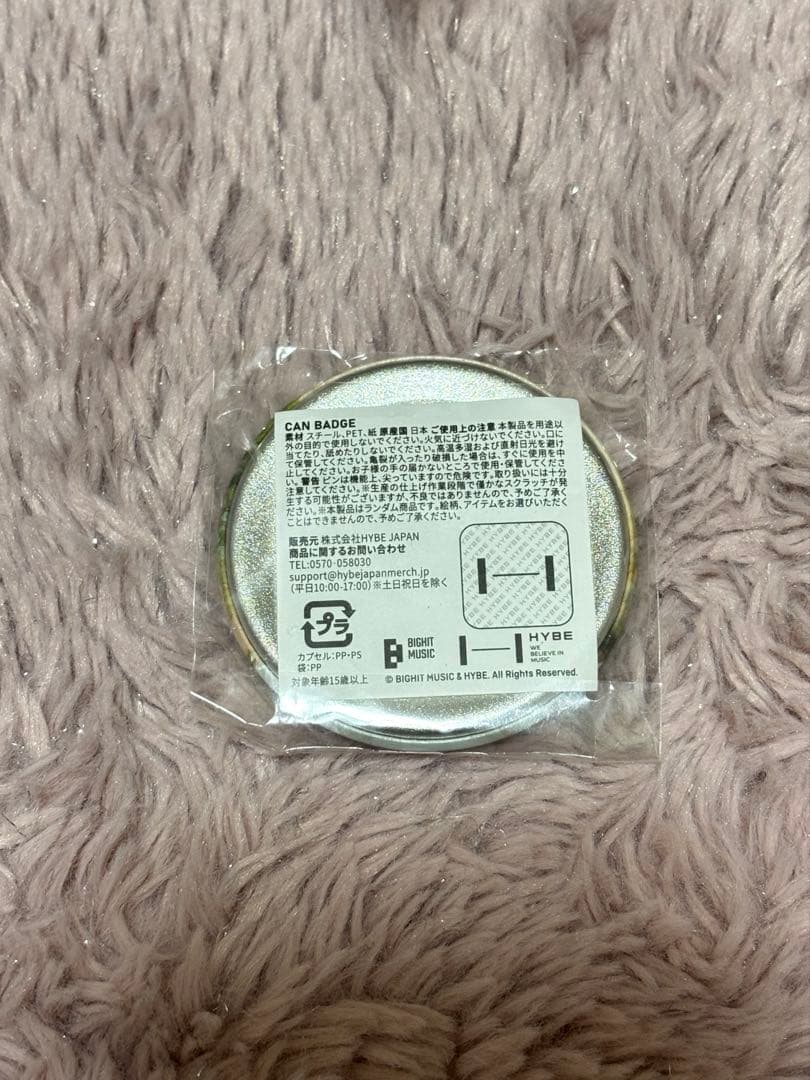 CAN BADGE
素材 スチール、PET、紙 原産国 日本 ご使用上の注意 本製品を用途以
外の目的で使用しないでください。火気に近づけないでください。口に
当てたり、舐めたりしないでください。高温多湿および直射日光を避け
て保管してください。亀裂が入ったり破損した場合は、すぐに使用を中
止してください。お子様の手の届かないところで使用・保管してくださ
い。警告 ピンは機能上、尖っていますので危険です。取り扱いには十分
注意してください。※生産の仕上げ作業段階で僅かなスクラッチが発
生する可能性がございますが、不良ではありませんので、予めご了承く
ださい。※本製品はランダム商品です。絵柄、アイテムをお選びいただく
ことはできませんので、予めご了承ください。
販売元 株式会社HYBE JAPAN
商品に関するお問い合わせ
TEL:0570-058030
support@hybejapanmerch.jp
(平日10:00-17:00)※土日祝日を除く
プラ
カプセル:PP・PS
袋:PP
対象年齢15歳以上
BIGHIT
MUSIC
HYBE
WE
BELIEVE IN
MUSIC
© BIGHIT MUSIC & HYBE. All Rights Reserved.